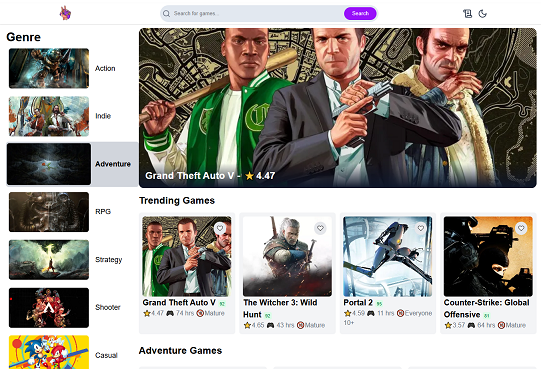 Search for games...
Search
Genre
Action
Indie
Adventure
RPG
Strategy
Shooter
Casual
Grand Theft Auto V - ⭐ 4.47
Trending Games
Grand Theft Auto V 92
⭐4.47 🎮 74 hrs 🔞Mature
The Witcher 3: Wild
Hunt 92
⭐4.65 🎮 43 hrs 🔞Mature
Portal 2 95
⭐4.59 🎮 11 hrs 🔞Everyone
10+
Counter-Strike: Global
Offensive 81
⭐3.57 🎮 64 hrs 🔞Mature
Adventure Games